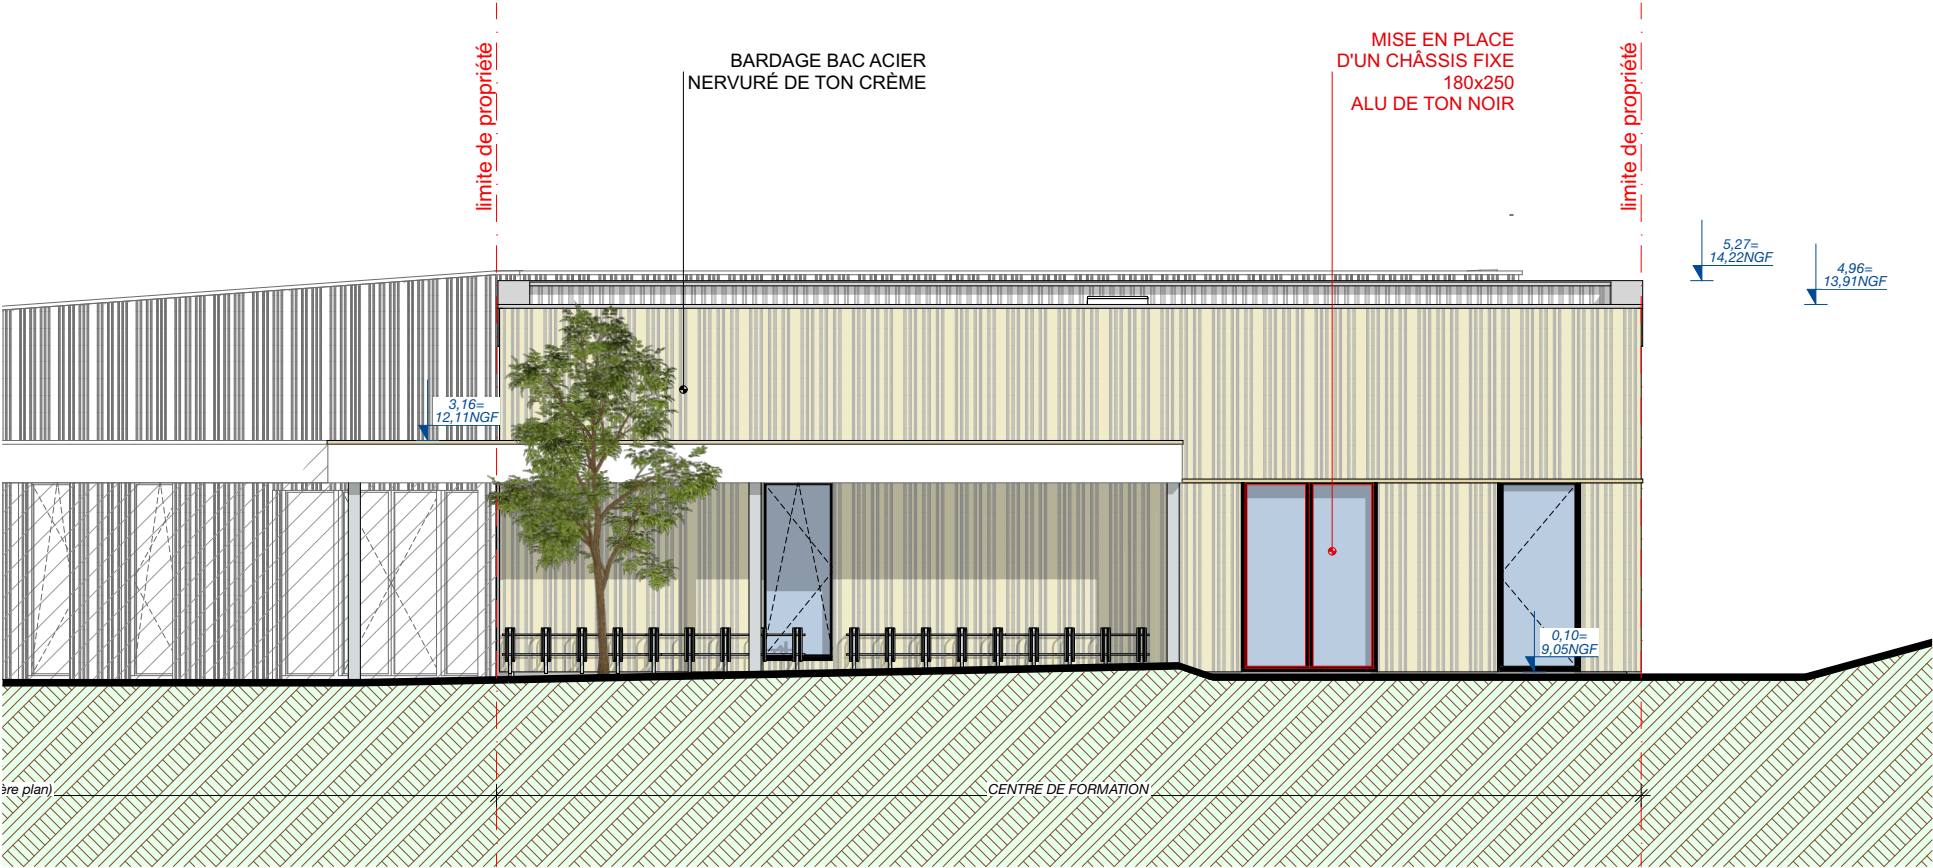 limite de propriété
BARDAGE BAC ACIER
NERVURÉ DE TON CRÈME
MISE EN PLACE
D'UN CHÂSSIS FIXE
180x250
ALU DE TON NOIR
limite de propriété
5,27=
14,22NGF
4,96=
13,91NGF
3,16=
12,11NGF
0,10=
9,05NGF
ère plan)
CENTRE DE FORMATION